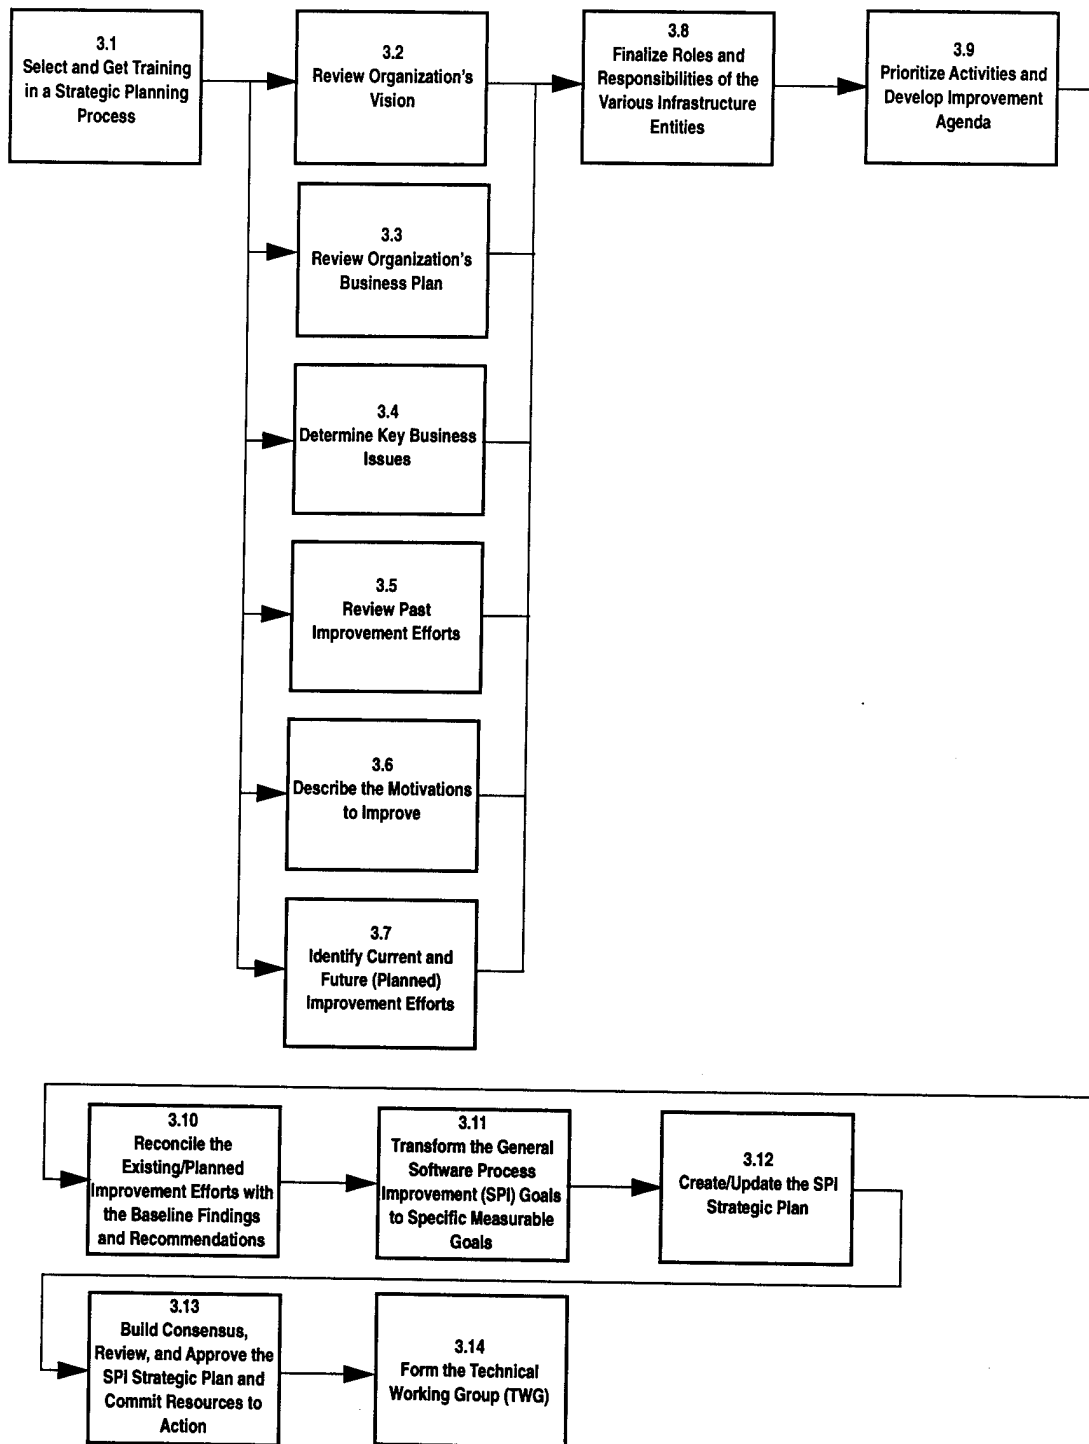 3.1
Select and Get Training
in a Strategic Planning
Process
3.2
Review Organization's
Vision
3.3
Review Organization's
Business Plan
3.4
Determine Key Business
Issues
3.5
Review Past
Improvement Efforts
3.6
Describe the Motivations
to Improve
3.7
Identify Current and
Future (Planned)
Improvement Efforts
3.8
Finalize Roles and
Responsibilities of the
Various Infrastructure
Entities
3.9
Prioritize Activities and
Develop Improvement
Agenda
3.10
Reconcile the
Existing/Planned
Improvement Efforts with
the Baseline Findings
and Recommendations
3.11
Transform the General
Software Process
Improvement (SPI) Goals
to Specific Measurable
Goals
3.12
Create/Update the SPI
Strategic Plan
3.13
Build Consensus,
Review, and Approve the
SPI Strategic Plan and
Commit Resources to
Action
3.14
Form the Technical
Working Group (TWG)